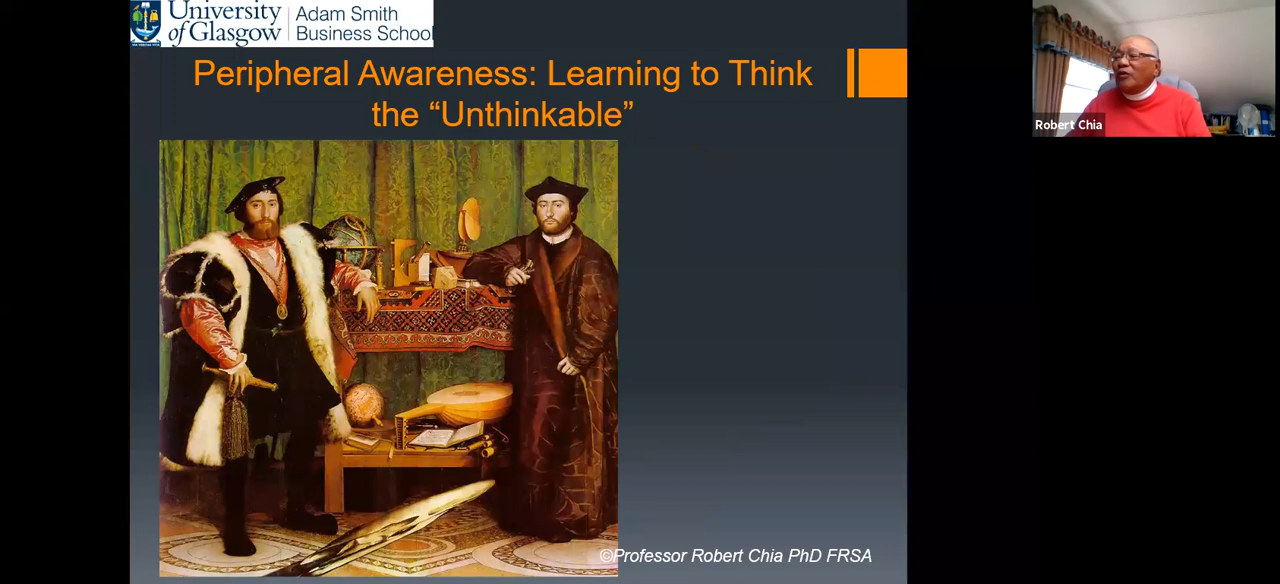 University
of Glasgow
Adam Smith
Business School
Peripheral Awareness: Learning to Think
the “Unthinkable”
Robert Chia
©Professor Robert Chia PhD FRSA